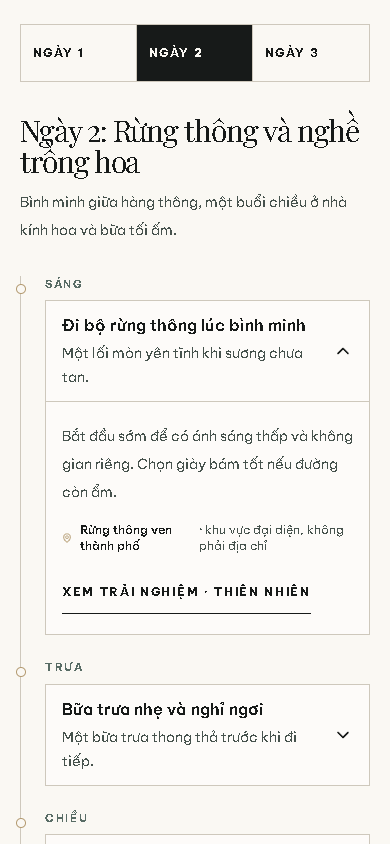 NGÀY 1
NGÀY 2
NGÀY 3
Ngày 2: Rừng thông và nghề
trồng hoa
Bình minh giữa hàng thông, một buổi chiều ở nhà
kính hoa và bữa tối ấm.
SÁNG
Đi bộ rừng thông lúc bình minh
Một lối mòn yên tĩnh khi sương chưa
tan.
Bắt đầu sớm để có ánh sáng thấp và không
gian riêng. Chọn giày bám tốt nếu đường
còn ẩm.
Rừng thông ven
thành phố
· khu vực đại diện, không
phải địa chỉ
XEM TRẢI NGHIỆM · THIÊN NHIÊN
TRƯA
Bữa trưa nhẹ và nghỉ ngơi
Một bữa trưa thong thả trước khi đi
tiếp.
CHIỀU